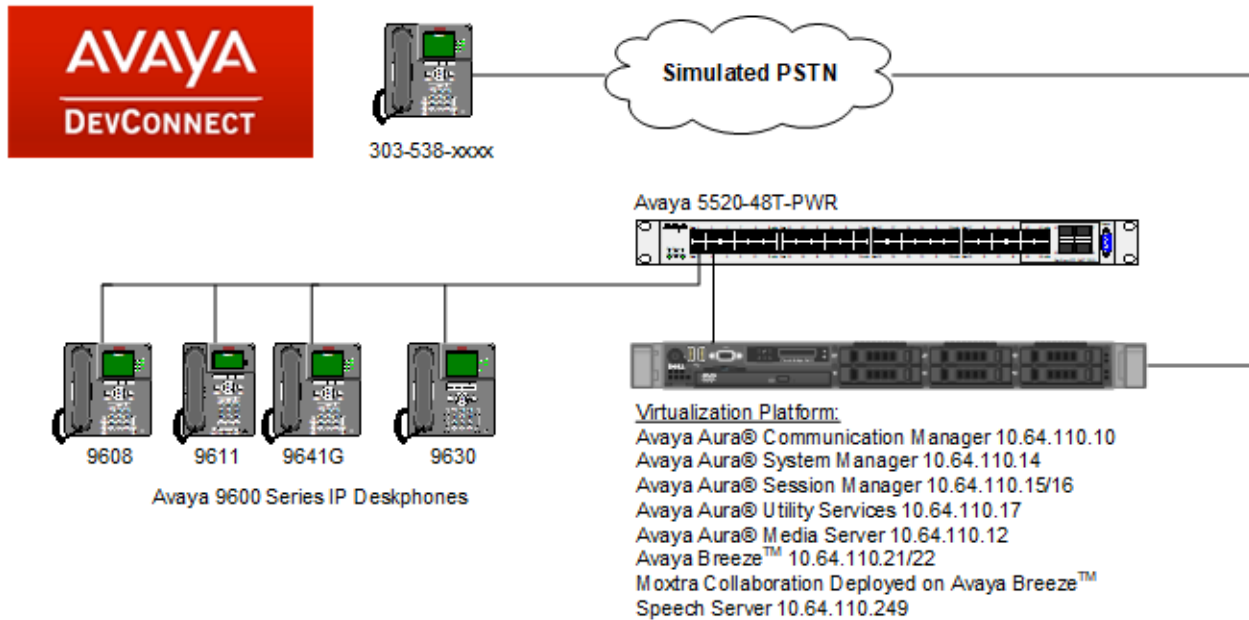 AVAYA
DEVCONNECT
303-538-xxxx
Simulated PSTN
Avaya 5520-48T-PWR
9608
9611
9641G
9630
Avaya 9600 Series IP Deskphones
DELL
Virtualization Platform:
Avaya Aura® Communication Manager 10.64.110.10
Avaya Aura® System Manager 10.64.110.14
Avaya Aura® Session Manager 10.64.110.15/16
Avaya Aura® Utility Services 10.64.110.17
Avaya Aura® Media Server 10.64.110.12
Avaya Breeze™ 10.64.110.21/22
Moxtra Collaboration Deployed on Avaya Breeze™
Speech Server 10.64.110.249